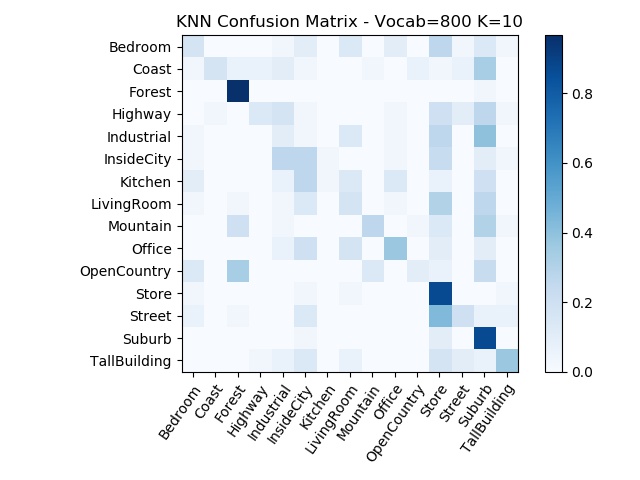 KNN Confusion Matrix - Vocab=800 K=10
Bedroom
Coast
Forest
Highway
Industrial
InsideCity
Kitchen
LivingRoom
Mountain
Office
OpenCountry
Store
Street
Suburb
TallBuilding
Bedroom
Coast
Forest
Highway
Industrial
InsideCity
Kitchen
LivingRoom
Mountain
Office
OpenCountry
Store
Street
Suburb
TallBuilding
0.8
0.6
0.4
0.2
0.0